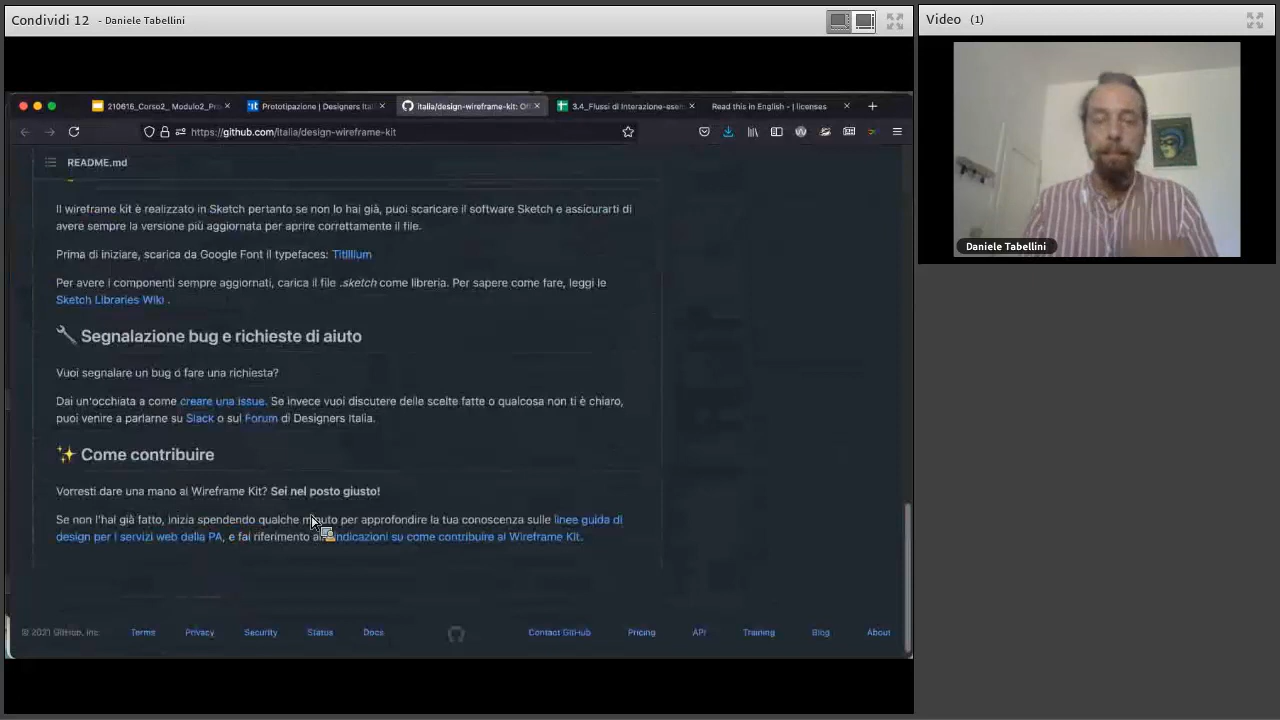 Condividi 12 - Daniele Tabellini
Video (1)
210616_Corso2_ Modulo2_Pro
Prototipazione | Designers Itali
italia/design-wireframe-kit: Of
3.4_Flussi di Interazione-esem
Read this in English - | licenses
https://github.com/italia/design-wireframe-kit
README.md
Il wireframe kit è realizzato in Sketch pertanto se non lo hai già, puoi scaricare il software Sketch e assicurarti di
avere sempre la versione più aggiornata per aprire correttamente il file.
Prima di iniziare, scarica da Google Font il typefaces: Titillium
Per avere i componenti sempre aggiornati, carica il file .sketch come libreria. Per sapere come fare, leggi le
Sketch Libraries Wiki .
Segnalazione bug e richieste di aiuto
Vuoi segnalare un bug o fare una richiesta?
Dai un'occhiata a come creare una issue. Se invece vuoi discutere delle scelte fatte o qualcosa non ti è chiaro,
puoi venire a parlarne su Slack o sul Forum di Designers Italia.
Come contribuire
Vorresti dare una mano al Wireframe Kit? Sei nel posto giusto!
Se non l'hai già fatto, inizia spendendo qualche minuto per approfondire la tua conoscenza sulle linee guida di
design per i servizi web della PA, e fai riferimento indicazioni su come contribuire al Wireframe Kit.
© 2021 GitHub, Inc.
Terms
Privacy
Security
Status
Docs
Contact GitHub
Pricing
API
Training
Blog
About
Daniele Tabellini